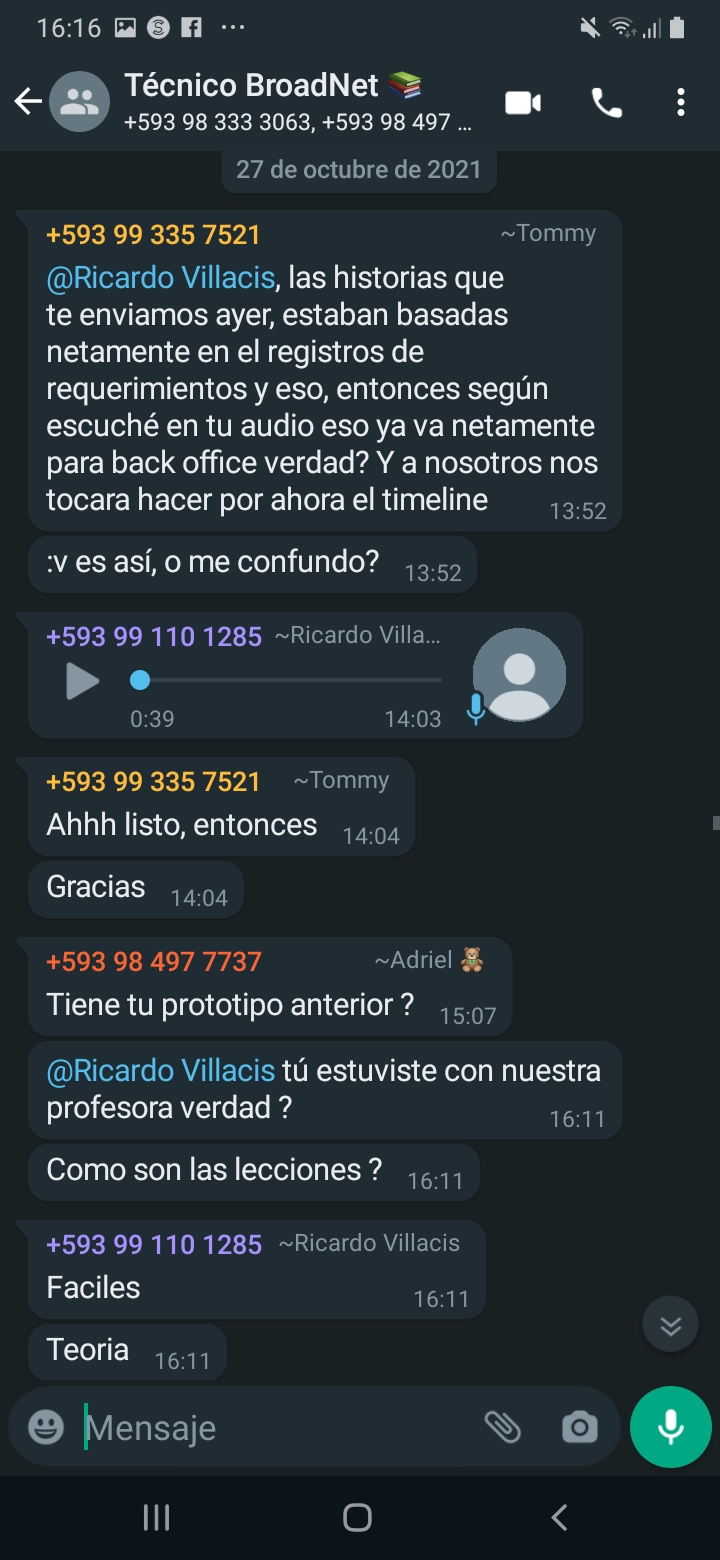 16:16
Técnico BroadNet
+593 98 333 3063, +593 98 497 ...
27 de octubre de 2021
+593 99 335 7521 ~Tommy
@Ricardo Villacis, las historias que
te enviamos ayer, estaban basadas
netamente en el registros de
requerimientos y eso, entonces según
escuché en tu audio eso ya va netamente
para back office verdad? Y a nosotros nos
tocara hacer por ahora el timeline 13:52
:v es así, o me confundo? 13:52
+593 99 110 1285 ~Ricardo Villa...
0:39 14:03
+593 99 335 7521 ~Tommy
Ahhh listo, entonces 14:04
Gracias 14:04
+593 98 497 7737 ~Adriel
Tiene tu prototipo anterior ? 15:07
@Ricardo Villacis tú estuviste con nuestra
profesora verdad ? 16:11
Como son las lecciones ? 16:11
+593 99 110 1285 ~Ricardo Villacis
Faciles 16:11
Teoria 16:11
Mensaje